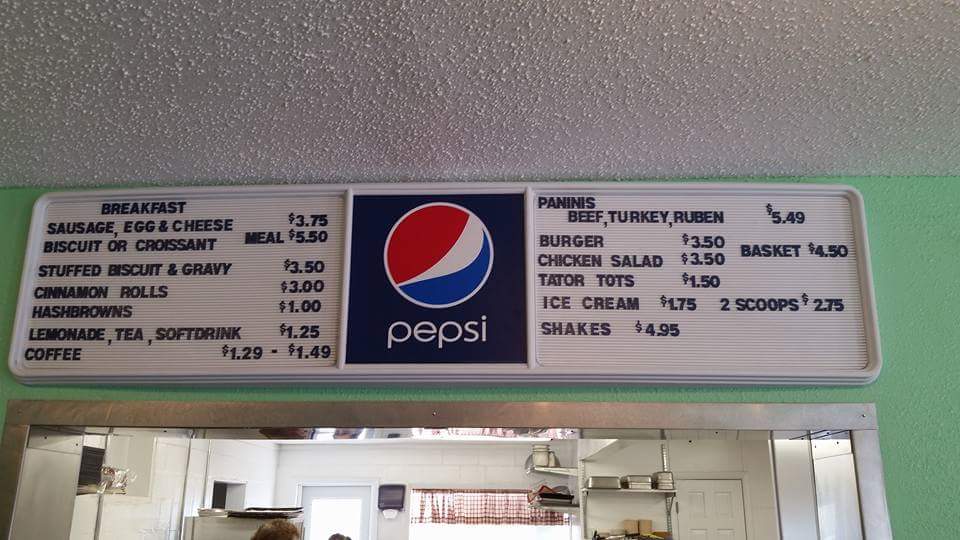 BREAKFAST
SAUSAGE, EGG & CHEESE $3.75
BISCUIT OR CROISSANT MEAL $5.50
STUFFED BISCUIT & GRAVY $3.50
CINNAMON ROLLS $3.00
HASHBROWNS $1.00
LEMONADE, TEA, SOFTDRINK $1.25
COFFEE $1.29 - $1.49
pepsi
PANINIS
BEEF, TURKEY, RUBEN $5.49
BURGER $3.50
BASKET $4.50
CHICKEN SALAD $3.50
TATOR TOTS $1.50
ICE CREAM $1.75 2 SCOOPS $2.75
SHAKES $4.95